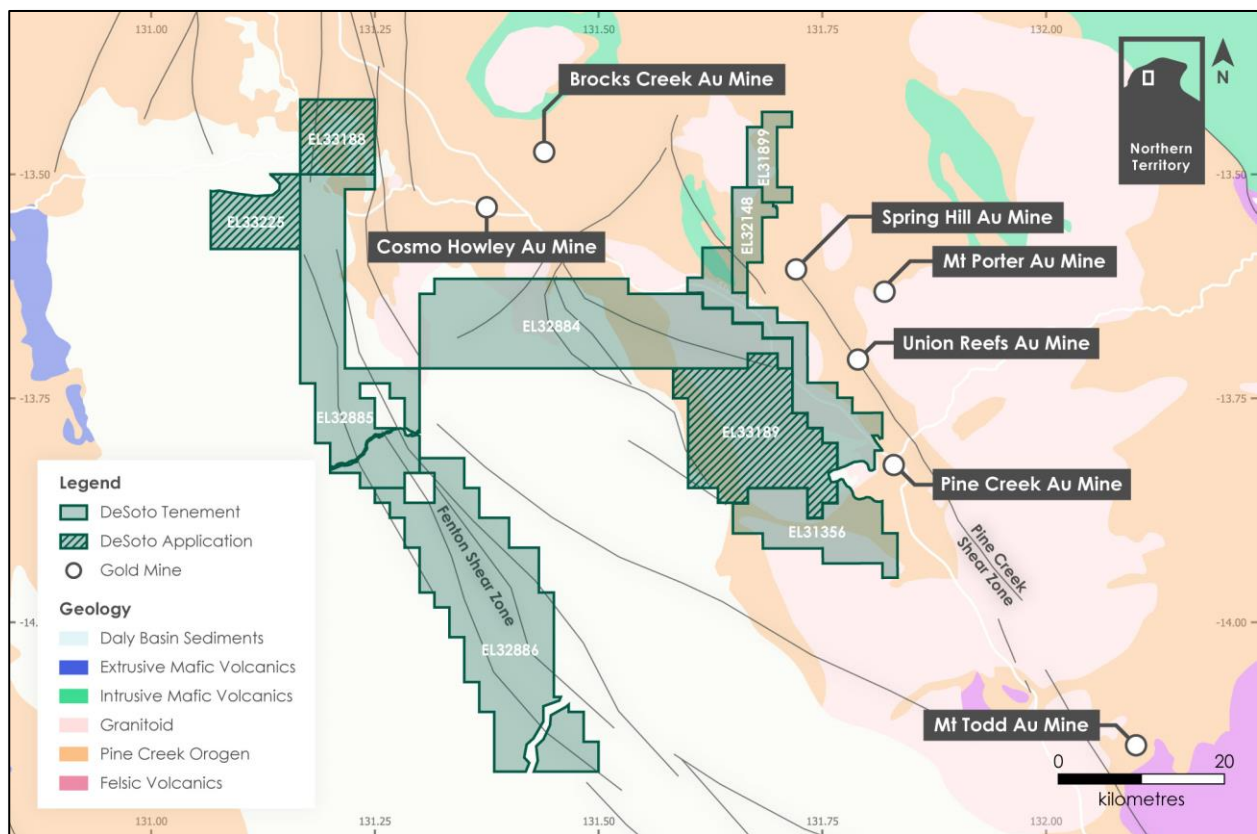 131.00
131.25
131.50
131.75
132.00
Brocks Creek Au Mine
N
Northern
Territory
EL33188
EL31899
-13.50
-13.50
EL33225
EL32148
Spring Hill Au Mine
Cosmo Howley Au Mine
Mt Porter Au Mine
EL32884
Union Reefs Au Mine
-13.75
-13.75
EL32885
EL33189
Pine Creek Au Mine
EL31356
Fenton Shear Zone
Pine Creek
Shear Zone
-14.00
-14.00
EL32886
Mt Todd Au Mine
Legend
DeSoto Tenement
DeSoto Application
Gold Mine
Geology
Daly Basin Sediments
Extrusive Mafic Volcanics
Intrusive Mafic Volcanics
Granitoid
Pine Creek Orogen
Felsic Volcanics
0
20
kilometres
131.00
131.25
131.50
131.75
132.00